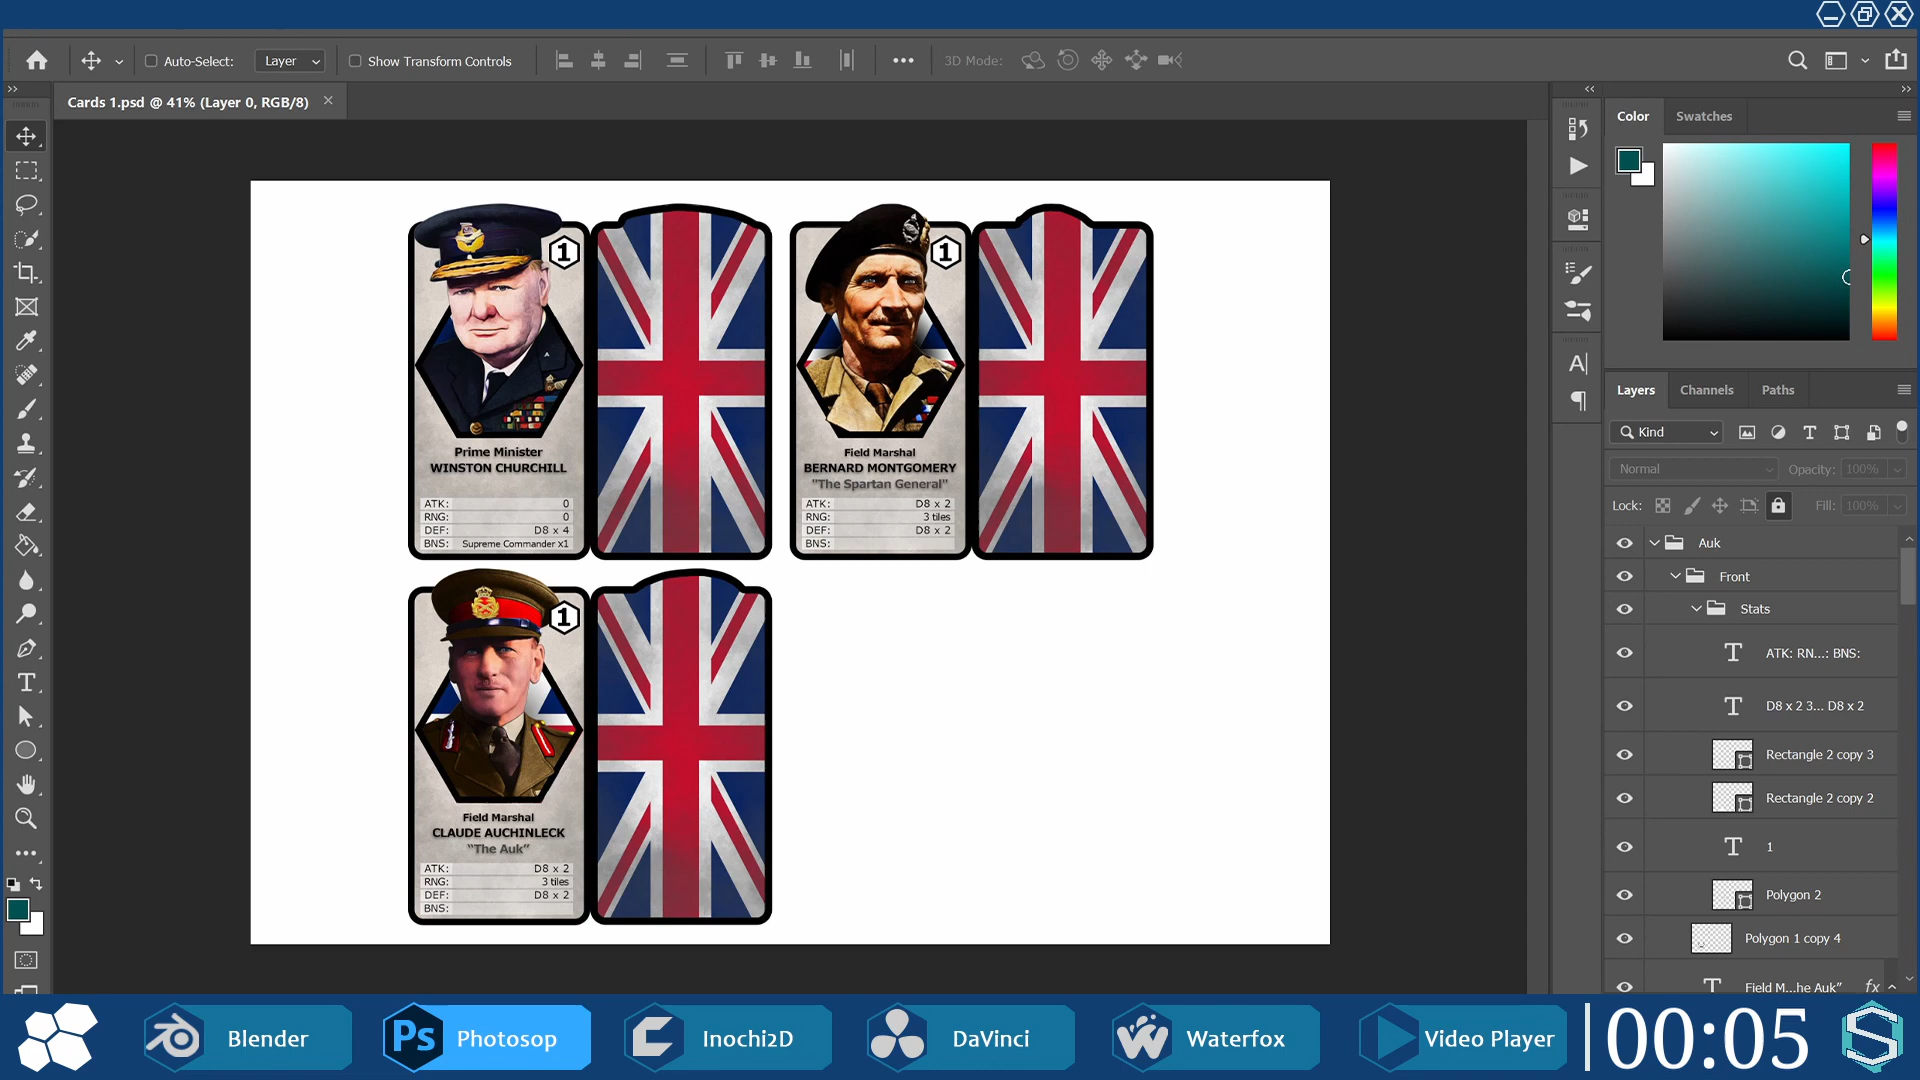 Auto-Select:
Layer
Show Transform Controls
3D Mode:
Cards 1.psd @ 41% (Layer 0, RGB/8)
Color
Swatches
1
1
Prime Minister
WINSTON CHURCHILL
ATK: 0
RNG: 0
DEF: D8 x 4
BNS: Supreme Commander x1
Field Marshal
BERNARD MONTGOMERY
"The Spartan General"
ATK: D8 x 2
RNG: 3 tiles
DEF: D8 x 2
BNS:
1
Field Marshal
CLAUDE AUCHINLECK
“The Auk”
ATK: D8 x 2
RNG: 3 tiles
DEF: D8 x 2
BNS:
Layers
Channels
Paths
Kind
Normal
Opacity: 100%
Lock:
Fill: 100%
Auk
Front
Stats
ATK: RN...: BNS:
D8 x 2 3... D8 x 2
Rectangle 2 copy 3
Rectangle 2 copy 2
1
Polygon 2
Polygon 1 copy 4
Field M...he Auk” fx
Blender
Ps Photosop
Inochi2D
DaVinci
Waterfox
Video Player
00:05